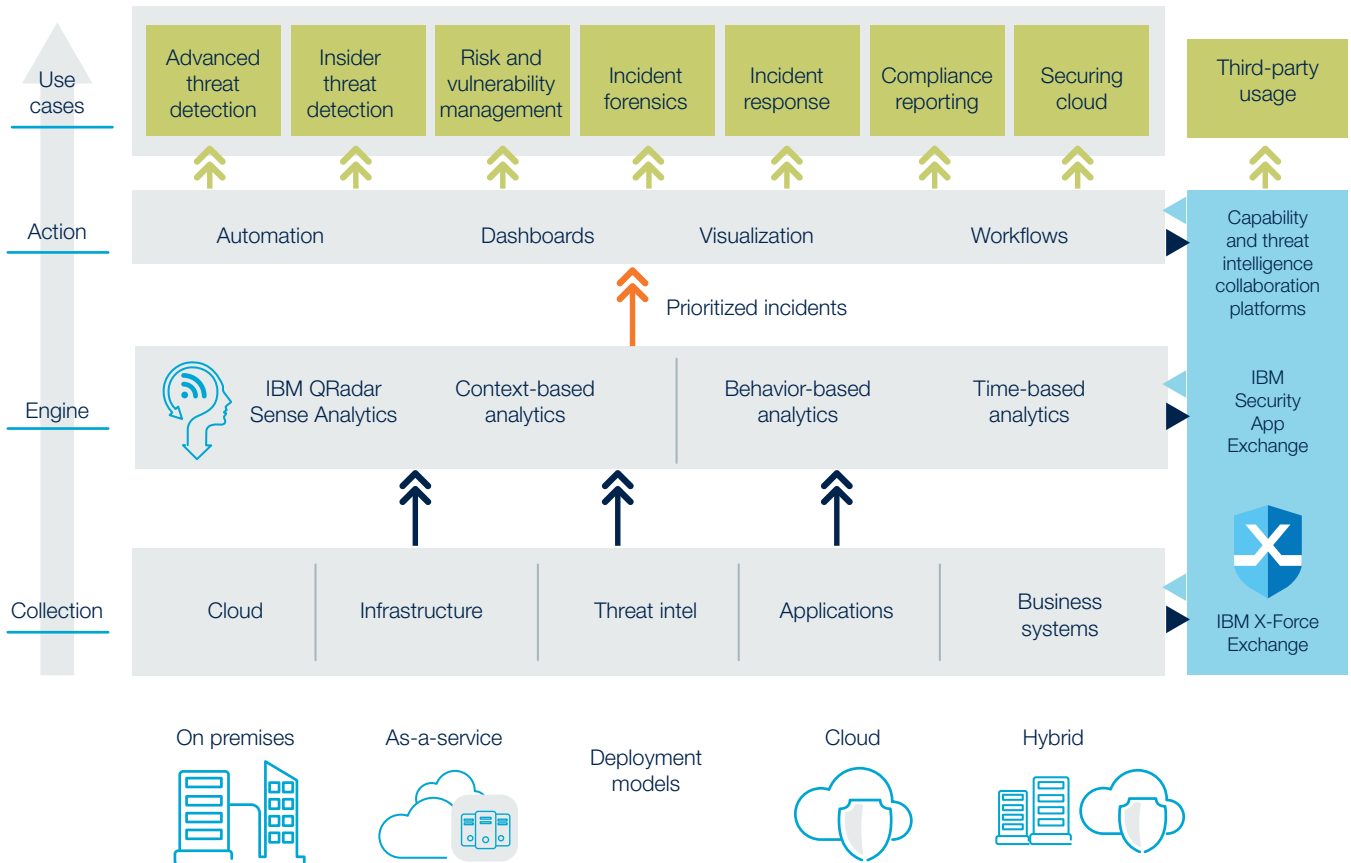 Use
cases
Advanced
threat
detection
Insider
threat
detection
Risk and
vulnerability
management
Incident
forensics
Incident
response
Compliance
reporting
Securing
cloud
Third-party
usage
Action
Automation
Dashboards
Visualization
Workflows
Capability
and threat
intelligence
collaboration
platforms
Prioritized incidents
Engine
IBM QRadar
Sense Analytics
Context-based
analytics
Behavior-based
analytics
Time-based
analytics
IBM
Security
App
Exchange
Collection
Cloud
Infrastructure
Threat intel
Applications
Business
systems
IBM X-Force
Exchange
On premises
As-a-service
Deployment
models
Cloud
Hybrid